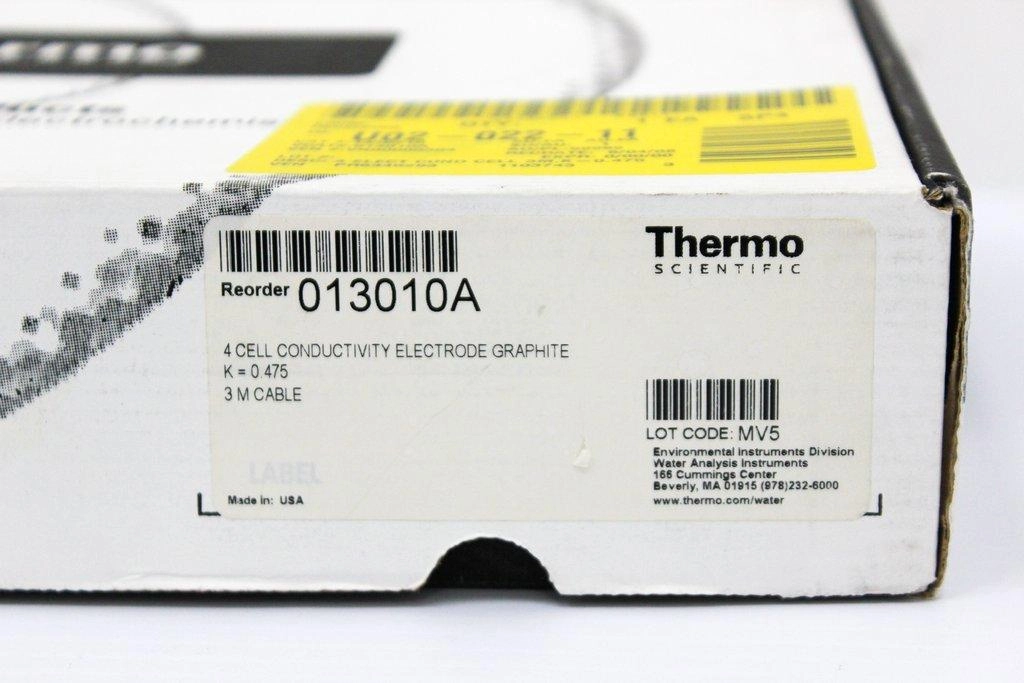 U02-022-11
Thermo
SCIENTIFIC
Reorder 013010A
4 CELL CONDUCTIVITY ELECTRODE GRAPHITE
K = 0.475
3 M CABLE
LOT CODE: MV5
Environmental Instruments Division
Water Analysis Instruments
166 Cummings Center
Beverly, MA 01915 (978)232-6000
www.thermo.com/water
LABEL
Made in: USA